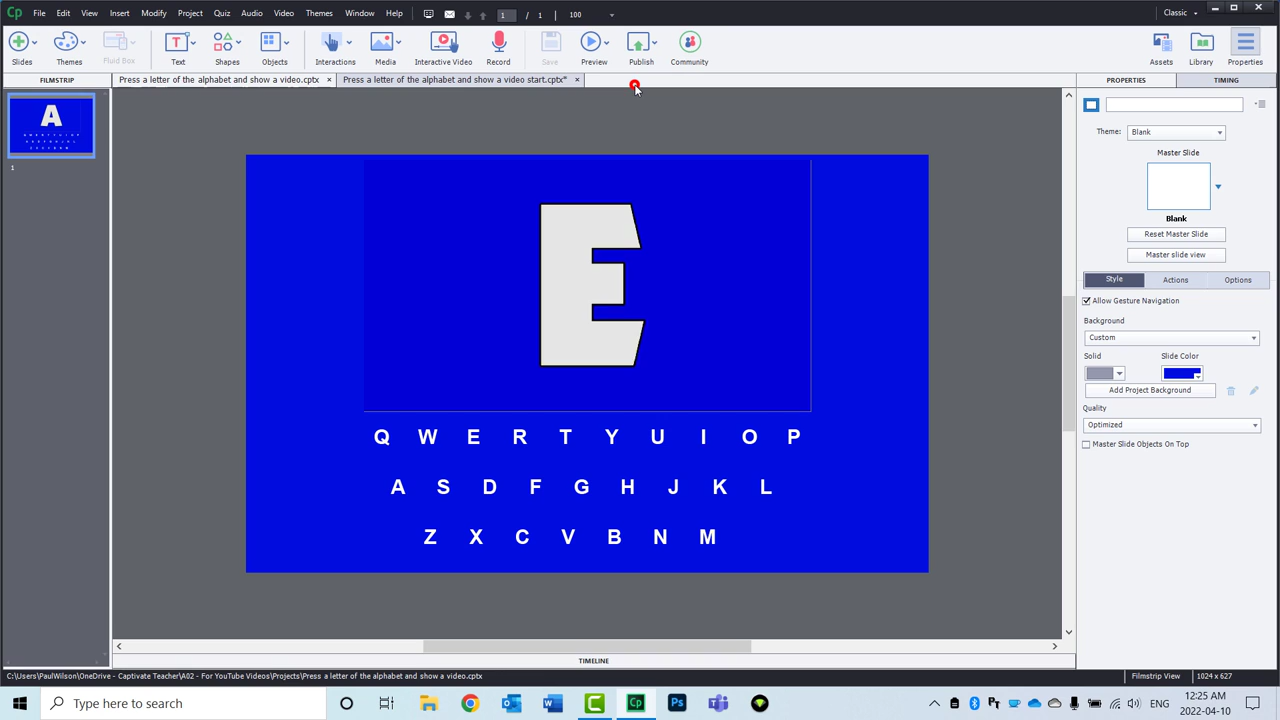 Cp File Edit View Insert Modify Project Quiz Audio Video Themes Window Help 1 / 1 100 Classic
Slides Themes Fluid Box Text Shapes Objects Interactions Media Interactive Video Record Save Preview Publish Community Assets Library Properties
FILMSTRIP Press a letter of the alphabet and show a video.cptx × Press a letter of the alphabet and show a video start.cptx* × PROPERTIES TIMING
A
1
E
Q W E R T Y U I O P
A S D F G H J K L
Z X C V B N M
Theme: Blank
Master Slide
Blank
Reset Master Slide
Master slide view
Style Actions Options
Allow Gesture Navigation
Background
Custom
Solid Slide Color
Add Project Background
Quality
Optimized
Master Slide Objects On Top
TIMELINE
C:\Users\PaulWilson\OneDrive - Captivate Teacher\A02 - For YouTube Videos\Projects\Press a letter of the alphabet and show a video.cptx Filmstrip View 1024 x 627
Type here to search ENG 12:25 AM
2022-04-10